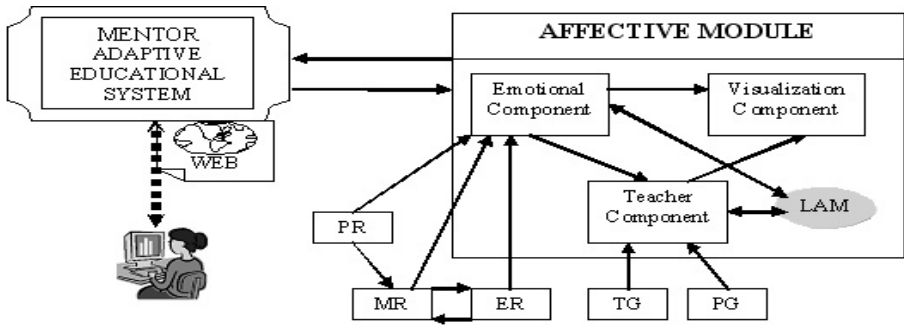 MENTOR
ADAPTIVE
EDUCATIONAL
SYSTEM
WEB
AFFECTIVE MODULE
Emotional
Component
Visualization
Component
Teacher
Component
LAM
PR
MR
ER
TG
PG